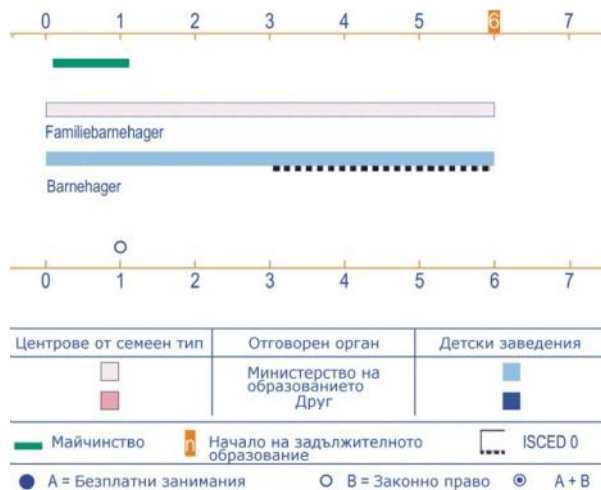 0 1 2 3 4 5 6 7
Familiebarnehager
Barnehager
0 1 2 3 4 5 6 7
Центрове от семеен тип Отговорен орган Детски заведения
Министерство на
образованието
Друг
Майчинство n Начало на задължителното
образование ISCED 0
A = Безплатни занимания B = Законно право A + B